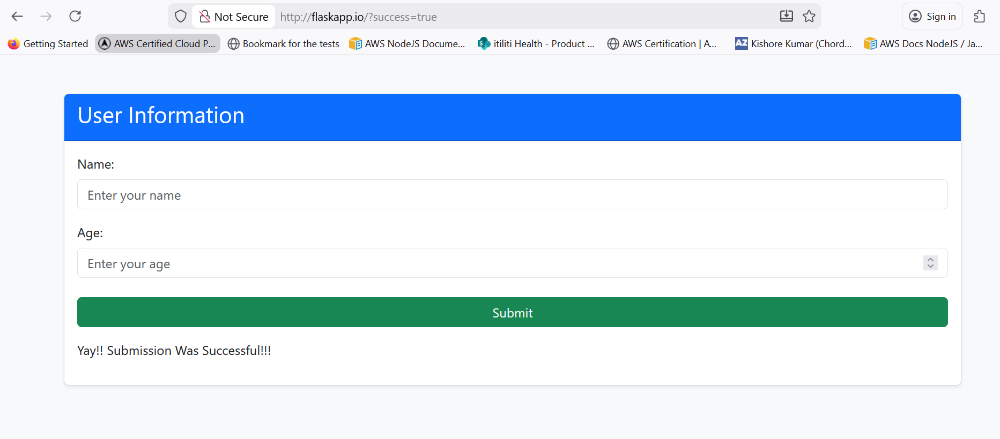 Not Secure http://flaskapp.io/?success=true Sign in
Getting Started AWS Certified Cloud P... Bookmark for the tests AWS NodeJS Docume... itiliti Health - Product ... AWS Certification | A... AZ Kishore Kumar (Chord... AWS Docs NodeJS / Ja...
User Information
Name:
Enter your name
Age:
Enter your age
Submit
Yay!! Submission Was Successful!!!